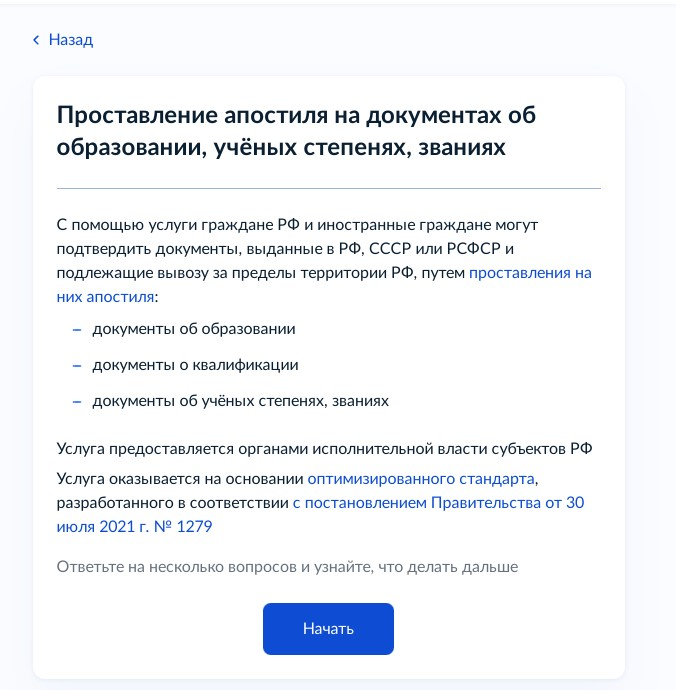 Назад
Проставление апостиля на документах об
образовании, учёных степенях, званиях
С помощью услуги граждане РФ и иностранные граждане могут
подтвердить документы, выданные в РФ, СССР или РСФСР и
подлежащие вывозу за пределы территории РФ, путем проставления на
них апостиля:
– документы об образовании
– документы о квалификации
– документы об учёных степенях, званиях
Услуга предоставляется органами исполнительной власти субъектов РФ
Услуга оказывается на основании оптимизированного стандарта,
разработанного в соответствии с постановлением Правительства от 30
июля 2021 г. № 1279
Ответьте на несколько вопросов и узнайте, что делать дальше
Начать